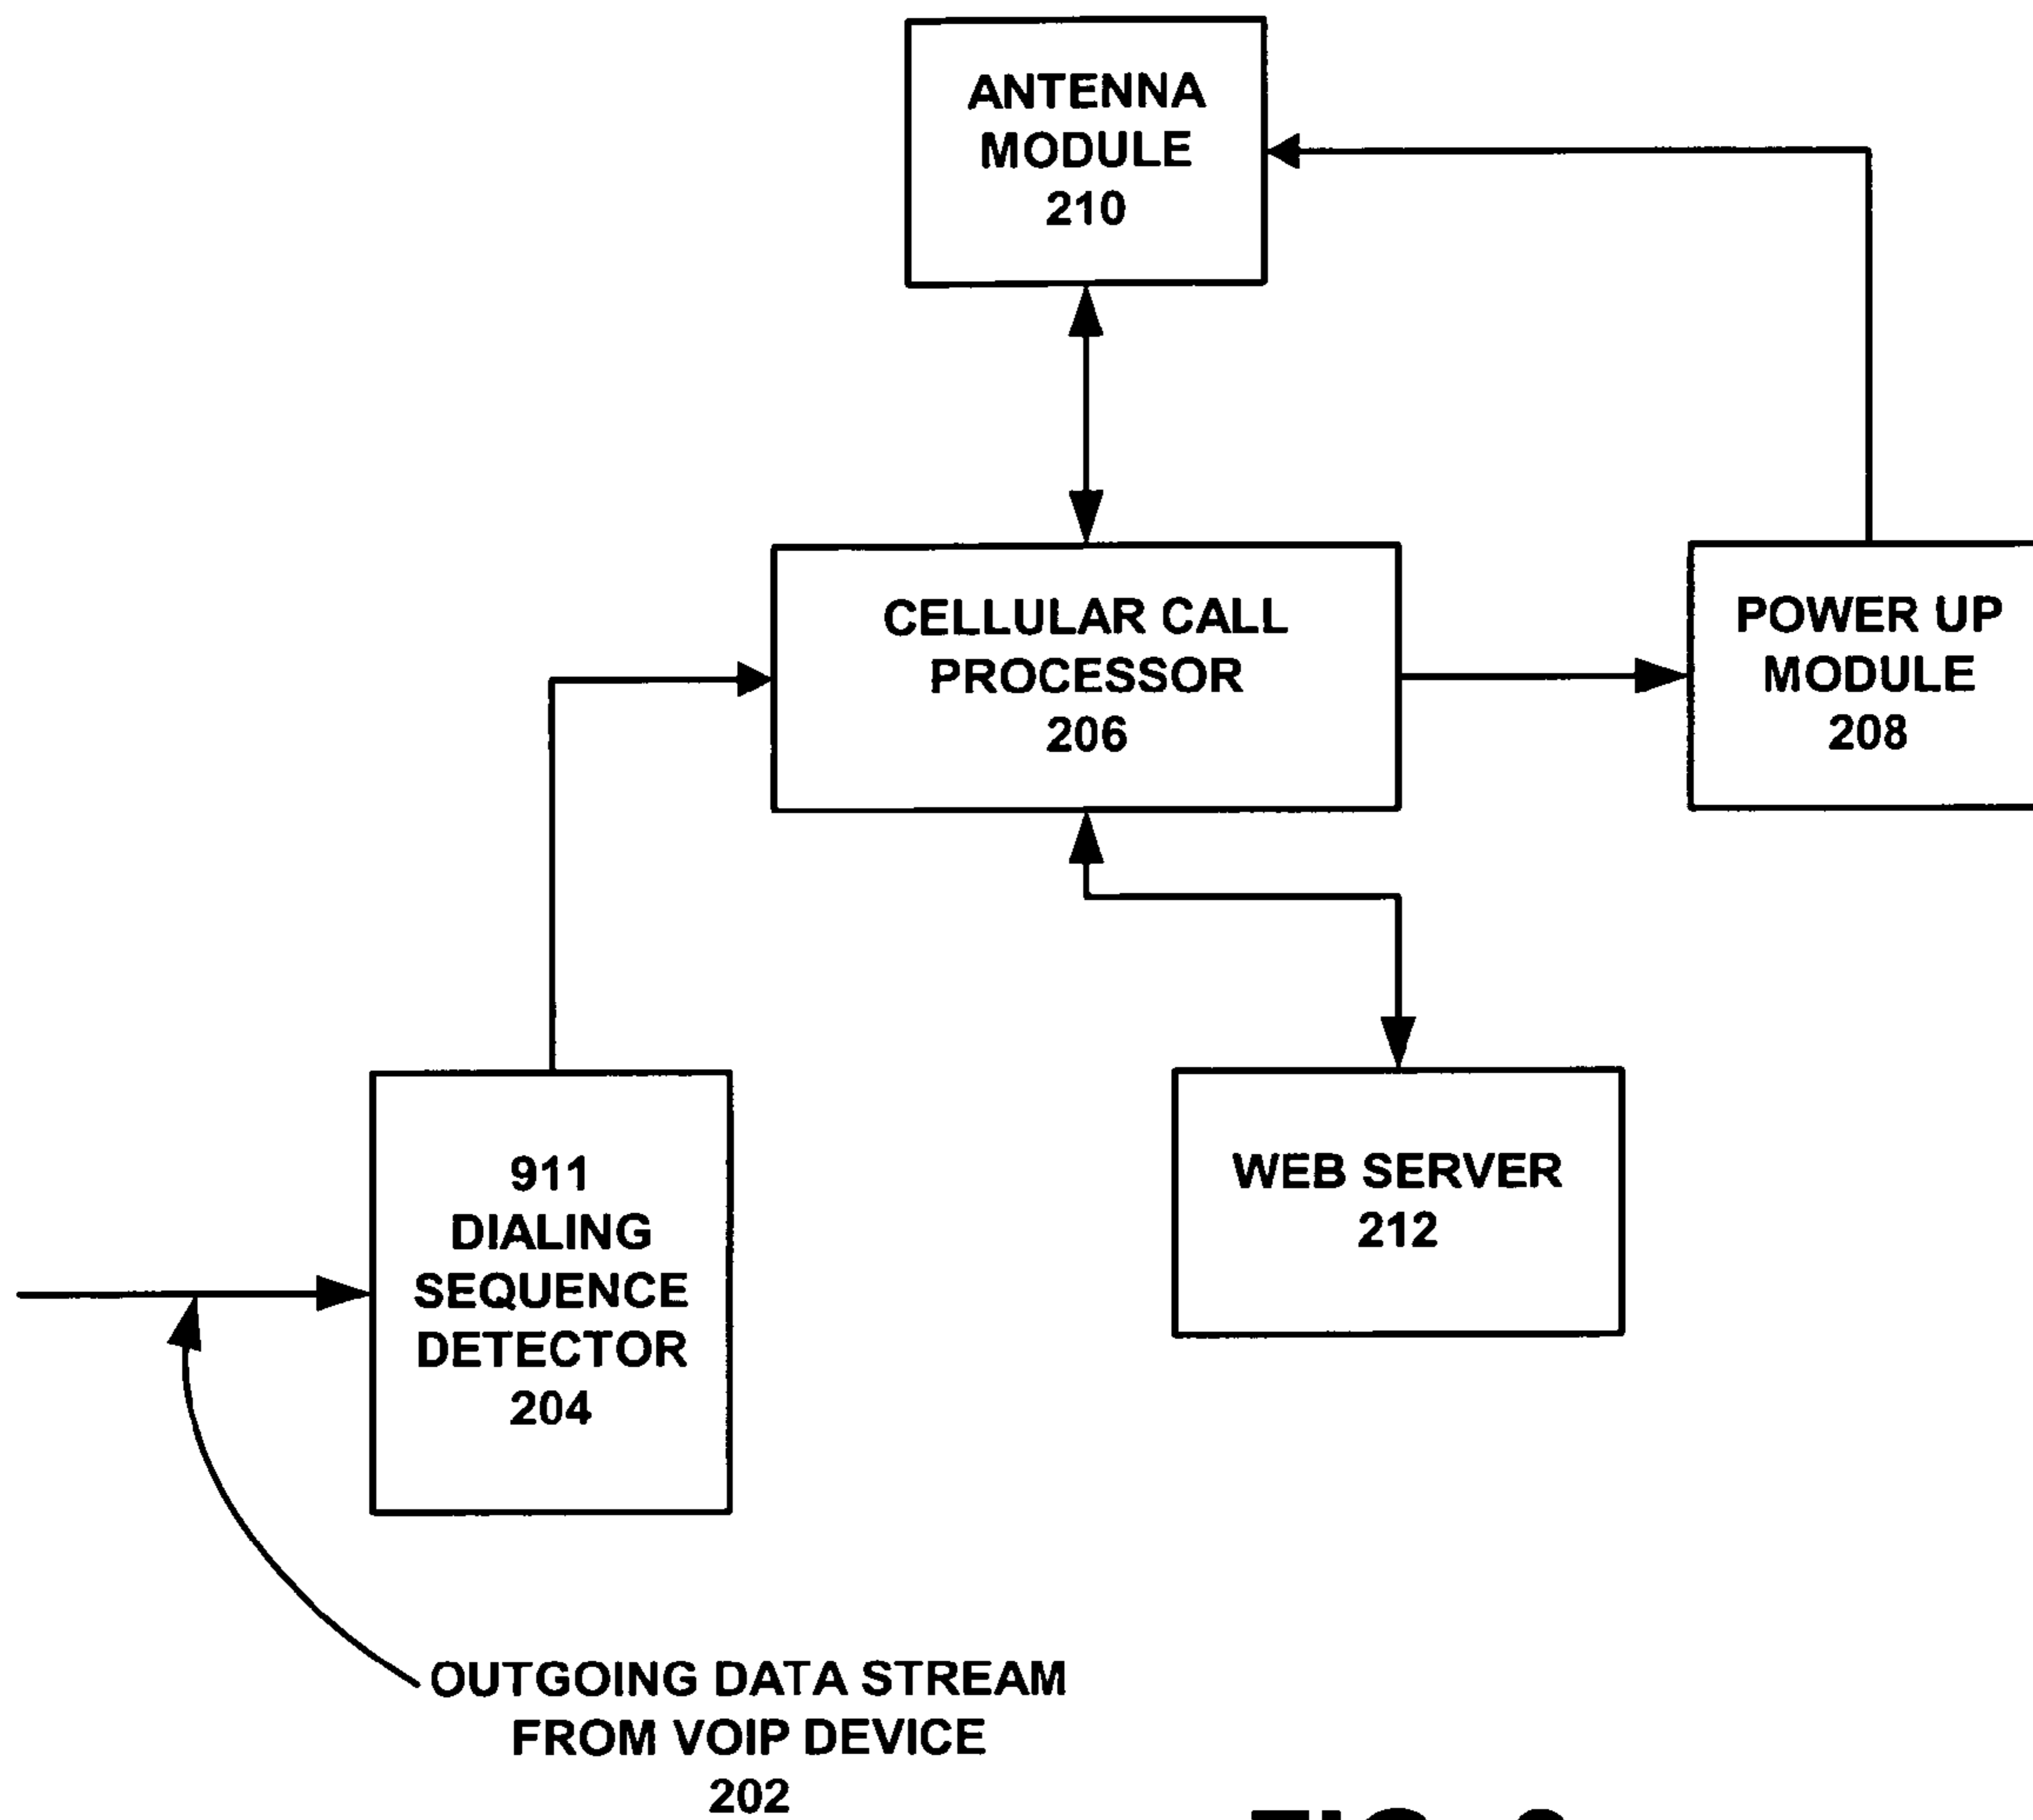 ANTENNA
MODULE
210
CELLULAR CALL
PROCESSOR
206
POWER UP
MODULE
208
911
DIALING
SEQUENCE
DETECTOR
204
WEB SERVER
212
OUTGOING DATA STREAM
FROM VOIP DEVICE
202